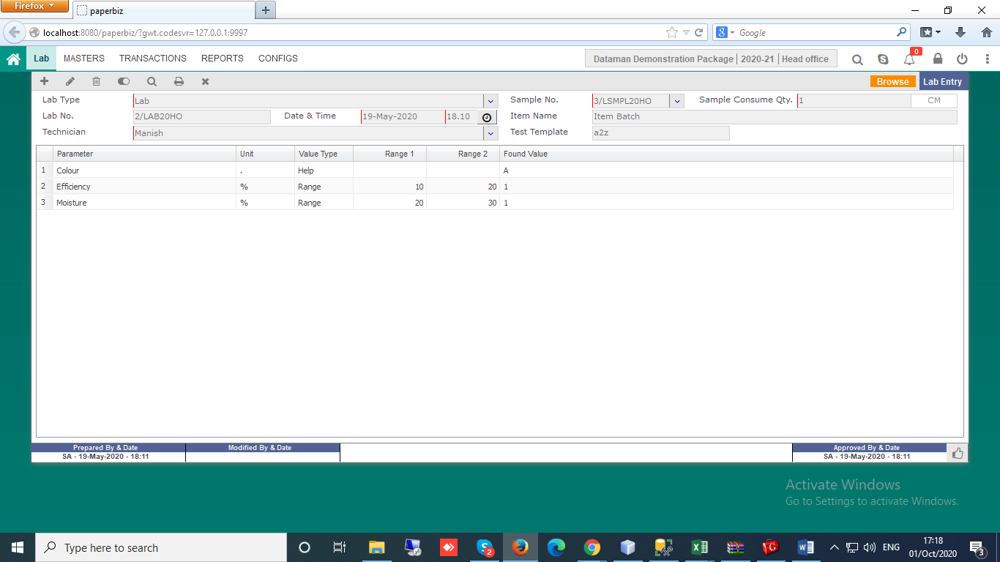 Firefox
paperbiz
localhost:8080/paperbiz/?gwt.codesvr=127.0.0.1:9997
Google
Lab MASTERS TRANSACTIONS REPORTS CONFIGS
Dataman Demonstration Package | 2020-21 | Head office
0
Browse Lab Entry
Lab Type Lab Sample No. 3/LSMPL20HO Sample Consume Qty. 1 CM
Lab No. 2/LAB20HO Date & Time 19-May-2020 18.10 Item Name Item Batch
Technician Manish Test Template a2z
Parameter Unit Value Type Range 1 Range 2 Found Value
1 Colour . Help A
2 Efficiency % Range 10 20 1
3 Moisture % Range 20 30 1
Prepared By & Date Modified By & Date Approved By & Date
SA - 19-May-2020 - 18:11 SA - 19-May-2020 - 18:11
Activate Windows
Go to Settings to activate Windows.
Type here to search
2
ENG
17:18
01/Oct/2020
3